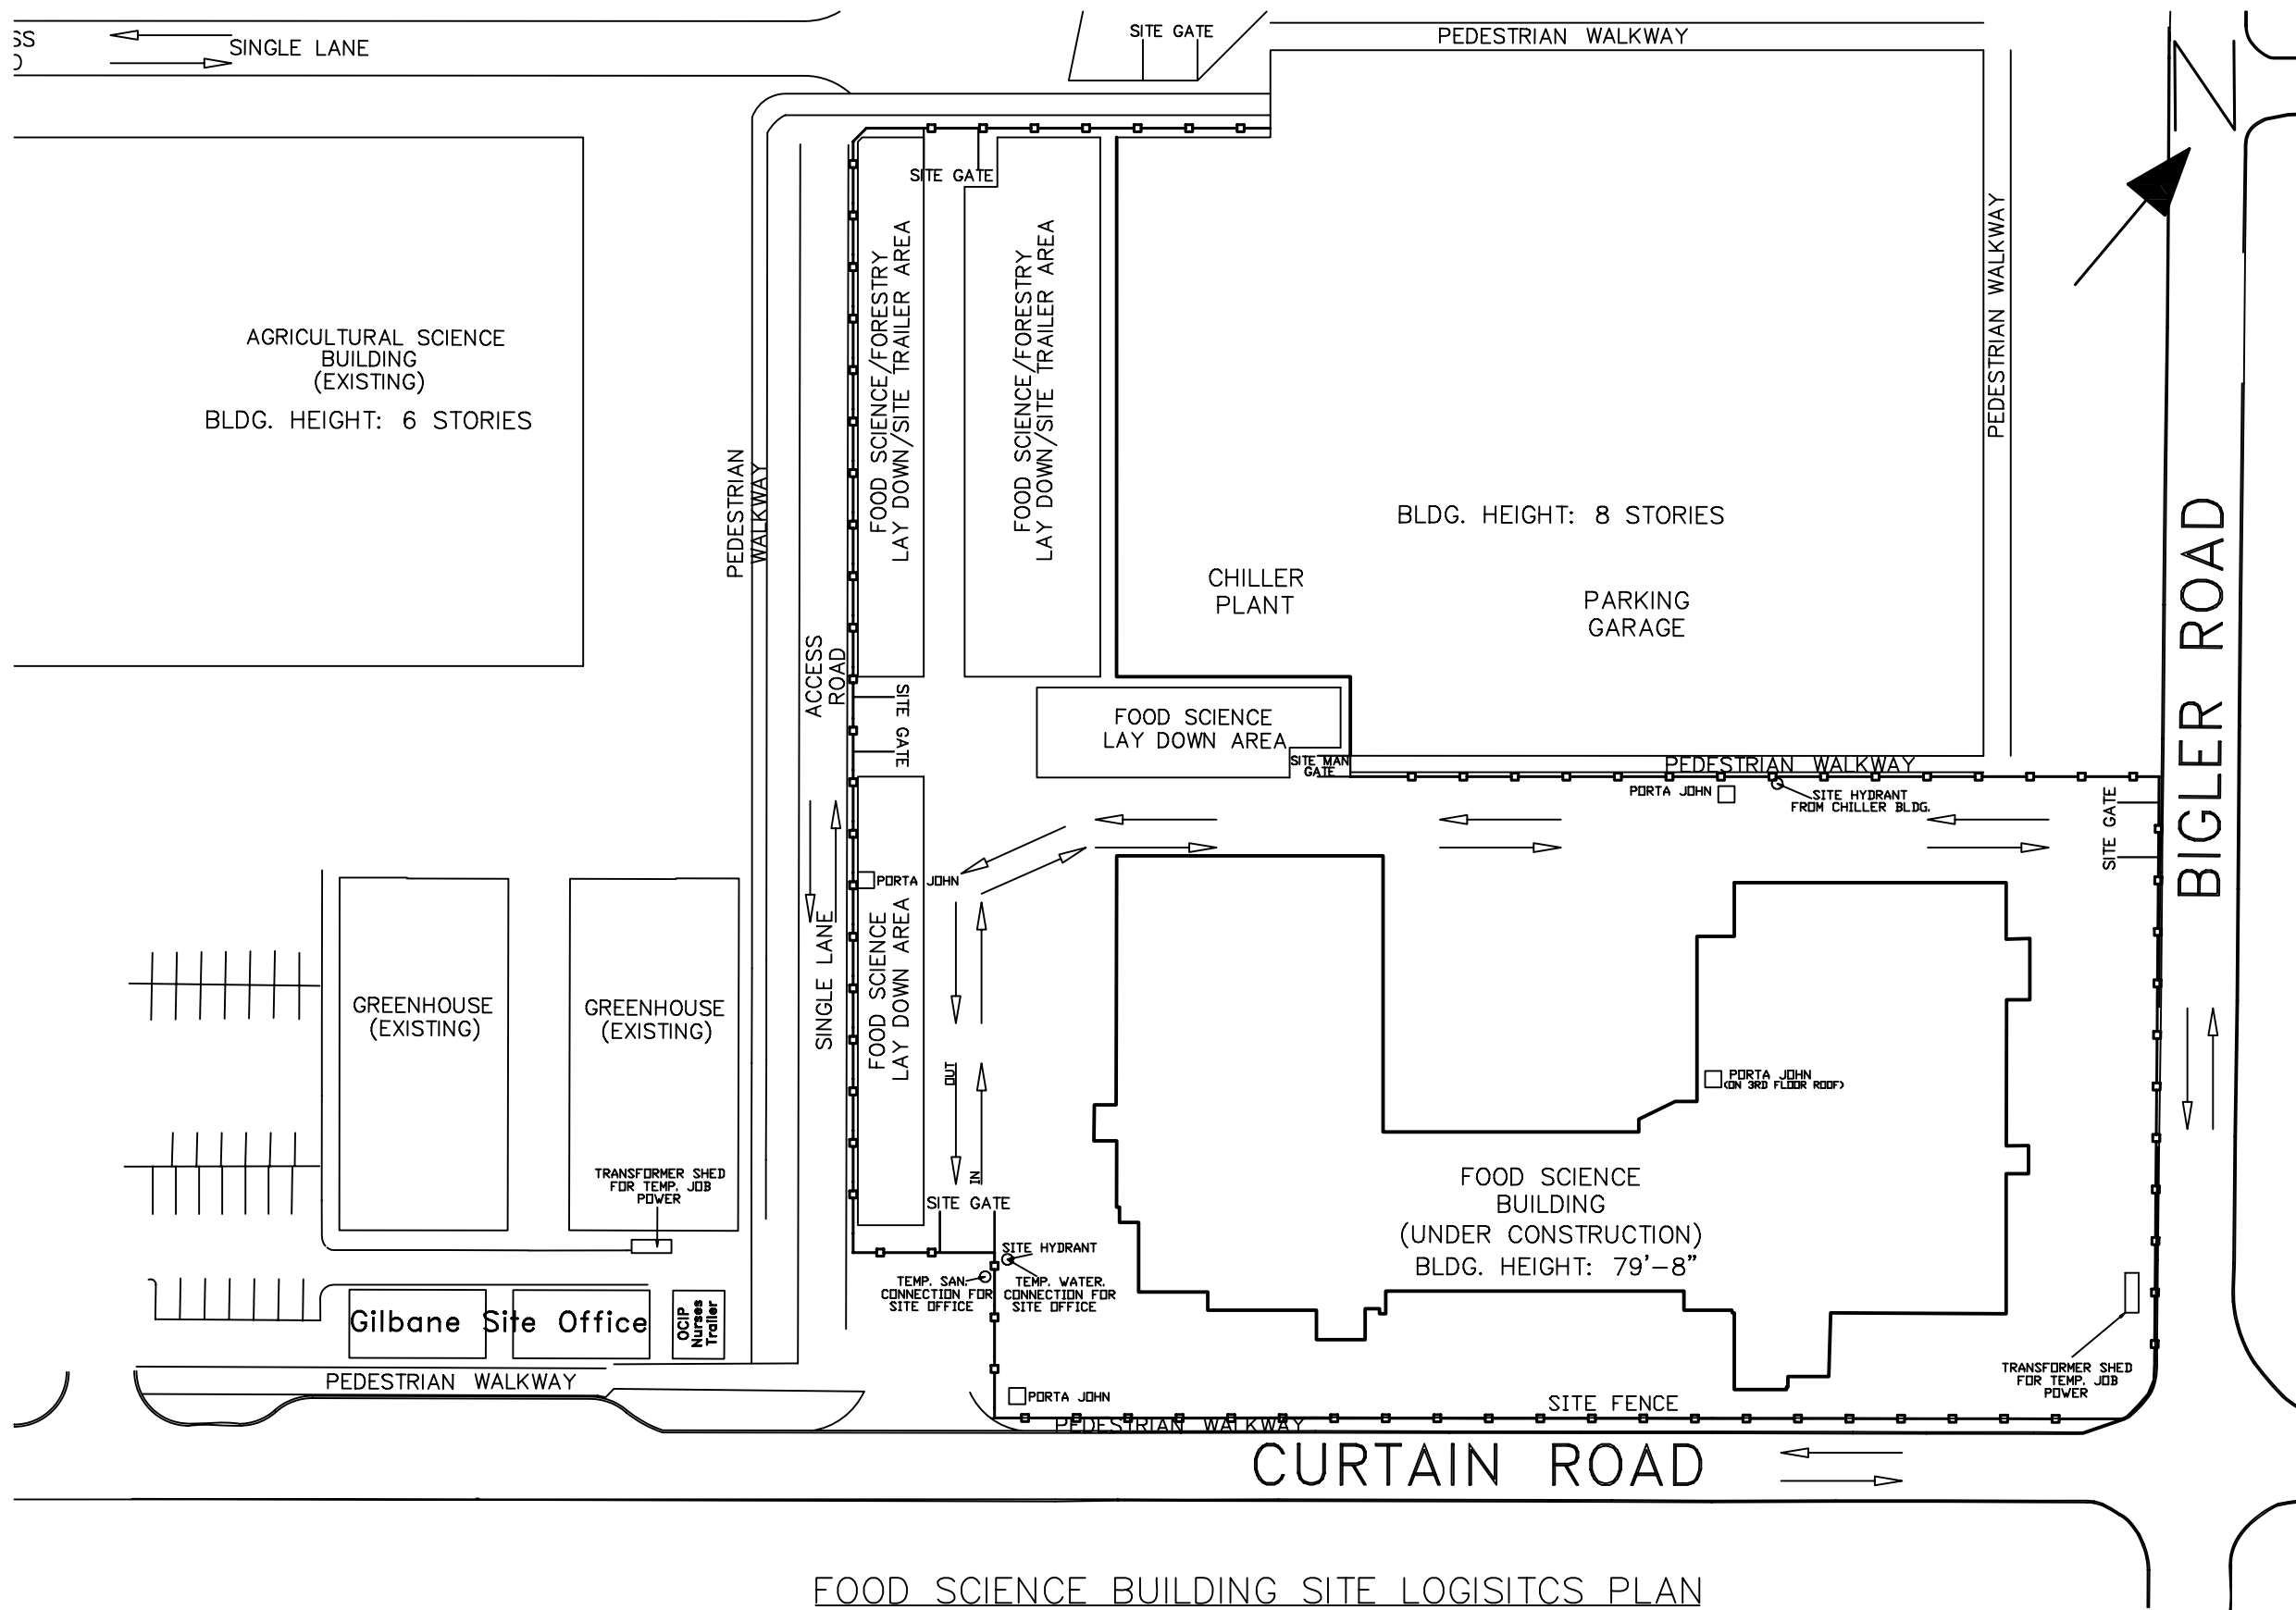 SITE GATE
PEDESTRIAN WALKWAY
N
SS
SINGLE LANE
SITE GATE
AGRICULTURAL SCIENCE
BUILDING
(EXISTING)
BLDG. HEIGHT: 6 STORIES
PEDESTRIAN
WALKWAY
FOOD SCIENCE/FORESTRY
LAY DOWN/SITE TRAILER AREA
FOOD SCIENCE/FORESTRY
LAY DOWN/SITE TRAILER AREA
BLDG. HEIGHT: 8 STORIES
CHILLER
PLANT
PARKING
GARAGE
PEDESTRIAN WALKWAY
BIGLER ROAD
ACCESS
ROAD
SITE GATE
FOOD SCIENCE
LAY DOWN AREA
SITE MAN
GATE
PEDESTRIAN WALKWAY
PORTA JOHN
SITE HYDRANT
FROM CHILLER BLDG.
SITE GATE
PORTA JOHN
SINGLE LANE
FOOD SCIENCE
LAY DOWN AREA
OUT
IN
GREENHOUSE
(EXISTING)
GREENHOUSE
(EXISTING)
PORTA JOHN
(ON 3RD FLOOR ROOF)
TRANSFORMER SHED
FOR TEMP. JOB
POWER
SITE GATE
FOOD SCIENCE
BUILDING
(UNDER CONSTRUCTION)
BLDG. HEIGHT: 79'-8"
SITE HYDRANT
TEMP. SAN.
CONNECTION FOR
SITE OFFICE
TEMP. WATER.
CONNECTION FOR
SITE OFFICE
Gilbane Site Office
OCIP
Nurses
Trailer
TRANSFORMER SHED
FOR TEMP. JOB
POWER
PEDESTRIAN WALKWAY
PORTA JOHN
SITE FENCE
PEDESTRIAN WALKWAY
CURTAIN ROAD
FOOD SCIENCE BUILDING SITE LOGISITCS PLAN